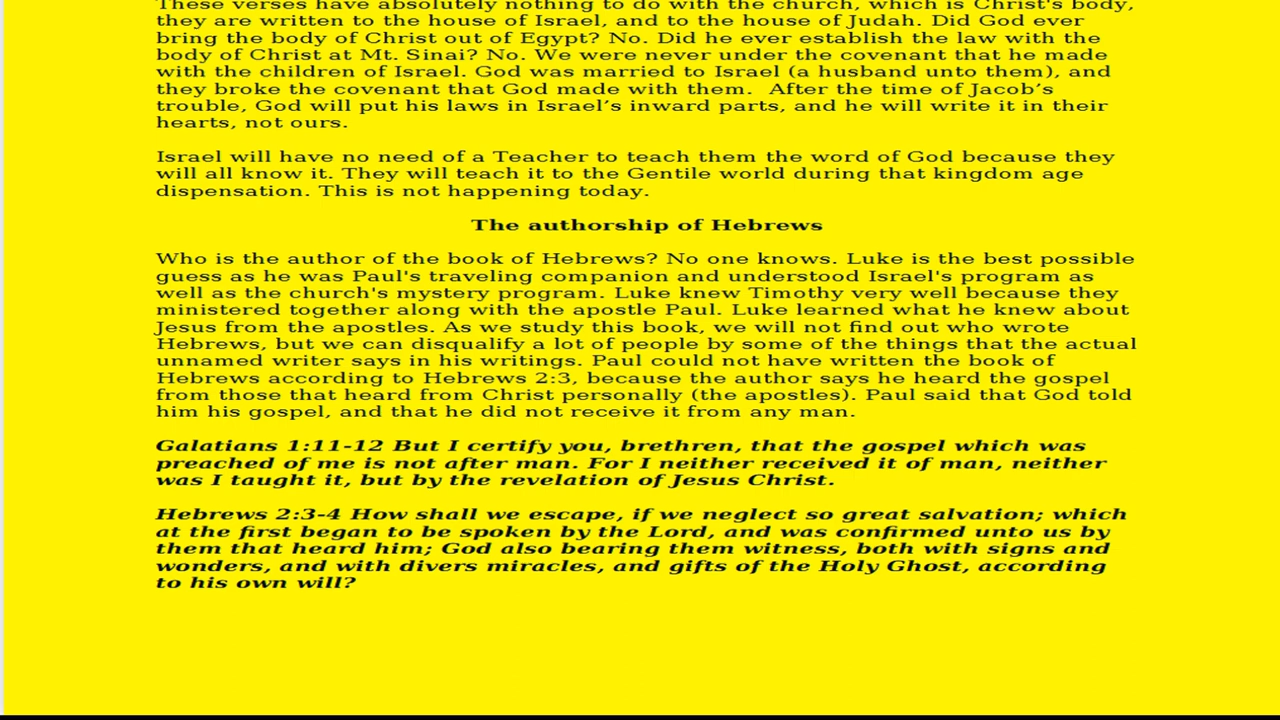 These verses have absolutely nothing to do with the church, which is Christ's body,
they are written to the house of Israel, and to the house of Judah. Did God ever
bring the body of Christ out of Egypt? No. Did he ever establish the law with the
body of Christ at Mt. Sinai? No. We were never under the covenant that he made
with the children of Israel. God was married to Israel (a husband unto them), and
they broke the covenant that God made with them.  After the time of Jacob’s
trouble, God will put his laws in Israel’s inward parts, and he will write it in their
hearts, not ours.
Israel will have no need of a Teacher to teach them the word of God because they
will all know it. They will teach it to the Gentile world during that kingdom age
dispensation. This is not happening today.
The authorship of Hebrews
Who is the author of the book of Hebrews? No one knows. Luke is the best possible
guess as he was Paul's traveling companion and understood Israel's program as
well as the church's mystery program. Luke knew Timothy very well because they
ministered together along with the apostle Paul. Luke learned what he knew about
Jesus from the apostles. As we study this book, we will not find out who wrote
Hebrews, but we can disqualify a lot of people by some of the things that the actual
unnamed writer says in his writings. Paul could not have written the book of
Hebrews according to Hebrews 2:3, because the author says he heard the gospel
from those that heard from Christ personally (the apostles). Paul said that God told
him his gospel, and that he did not receive it from any man.
Galatians 1:11-12 But I certify you, brethren, that the gospel which was
preached of me is not after man. For I neither received it of man, neither
was I taught it, but by the revelation of Jesus Christ.
Hebrews 2:3-4 How shall we escape, if we neglect so great salvation; which
at the first began to be spoken by the Lord, and was confirmed unto us by
them that heard him; God also bearing them witness, both with signs and
wonders, and with divers miracles, and gifts of the Holy Ghost, according
to his own will?